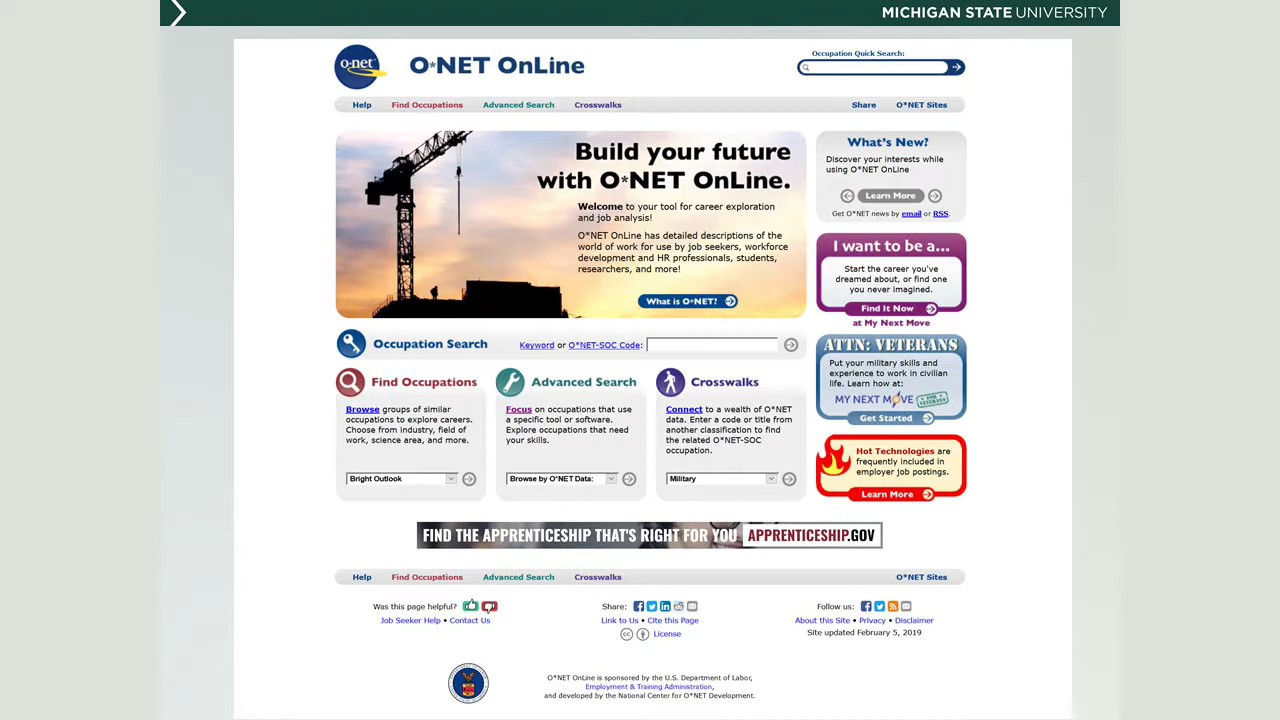 MICHIGAN STATE UNIVERSITY
o·net
O*NET OnLine
Occupation Quick Search:
Help
Find Occupations
Advanced Search
Crosswalks
Share
O*NET Sites
Build your future
with O*NET OnLine.
Welcome to your tool for career exploration
and job analysis!
O*NET OnLine has detailed descriptions of the
world of work for use by job seekers, workforce
development and HR professionals, students,
researchers, and more!
What is O*NET?
What's New?
Discover your interests while
using O*NET OnLine
Learn More
Get O*NET news by email or RSS.
I want to be a...
Start the career you've
dreamed about, or find one
you never imagined.
Find It Now
at My Next Move
Occupation Search
Keyword or O*NET-SOC Code:
Find Occupations
Browse groups of similar
occupations to explore careers.
Choose from industry, field of
work, science area, and more.
Bright Outlook
Advanced Search
Focus on occupations that use
a specific tool or software.
Explore occupations that need
your skills.
Browse by O*NET Data:
Crosswalks
Connect to a wealth of O*NET
data. Enter a code or title from
another classification to find
the related O*NET-SOC
occupation.
Military
ATTN: VETERANS
Put your military skills and
experience to work in civilian
life. Learn how at:
MY NEXT MOVE
FOR VETERANS
Get Started
Hot Technologies are
frequently included in
employer job postings.
Learn More
FIND THE APPRENTICESHIP THAT'S RIGHT FOR YOU APPRENTICESHIP.GOV
Help
Find Occupations
Advanced Search
Crosswalks
O*NET Sites
Was this page helpful?
Job Seeker Help • Contact Us
Share:
Link to Us • Cite this Page
cc
License
Follow us:
About this Site • Privacy • Disclaimer
Site updated February 5, 2019
O*NET OnLine is sponsored by the U.S. Department of Labor,
Employment & Training Administration,
and developed by the National Center for O*NET Development.